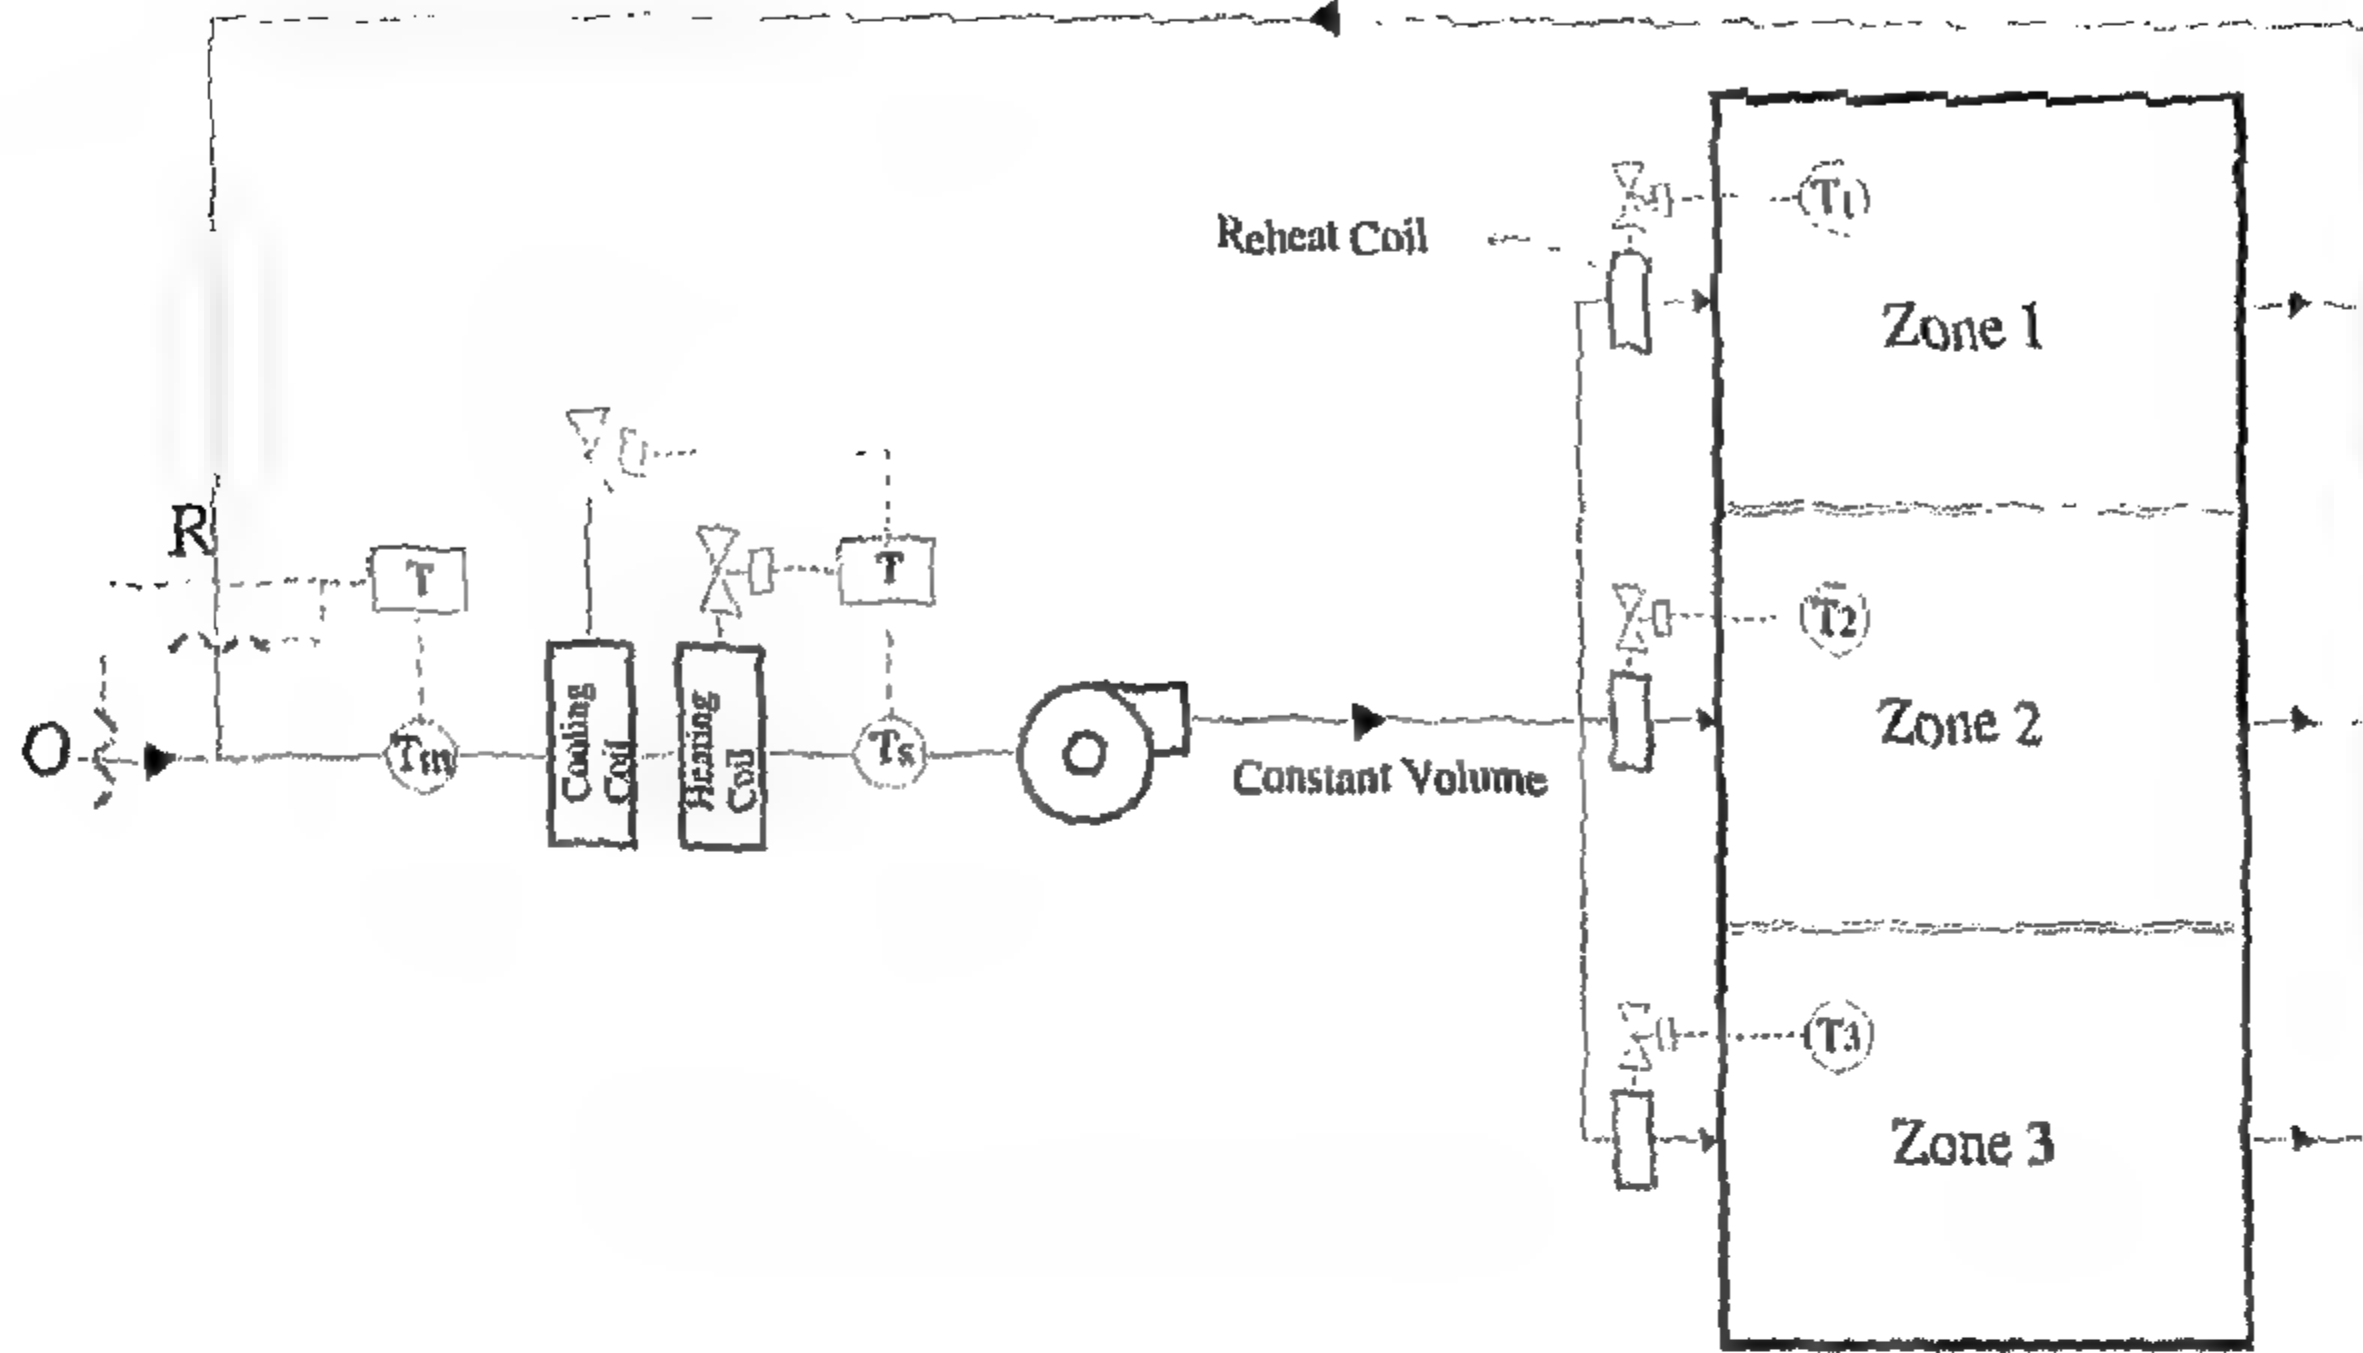 T1
Reheat Coil
Zone 1
R
T
T
T2
O
Tm
Cooling
Coil
Heating
Coil
Ts
Constant Volume
Zone 2
T3
Zone 3